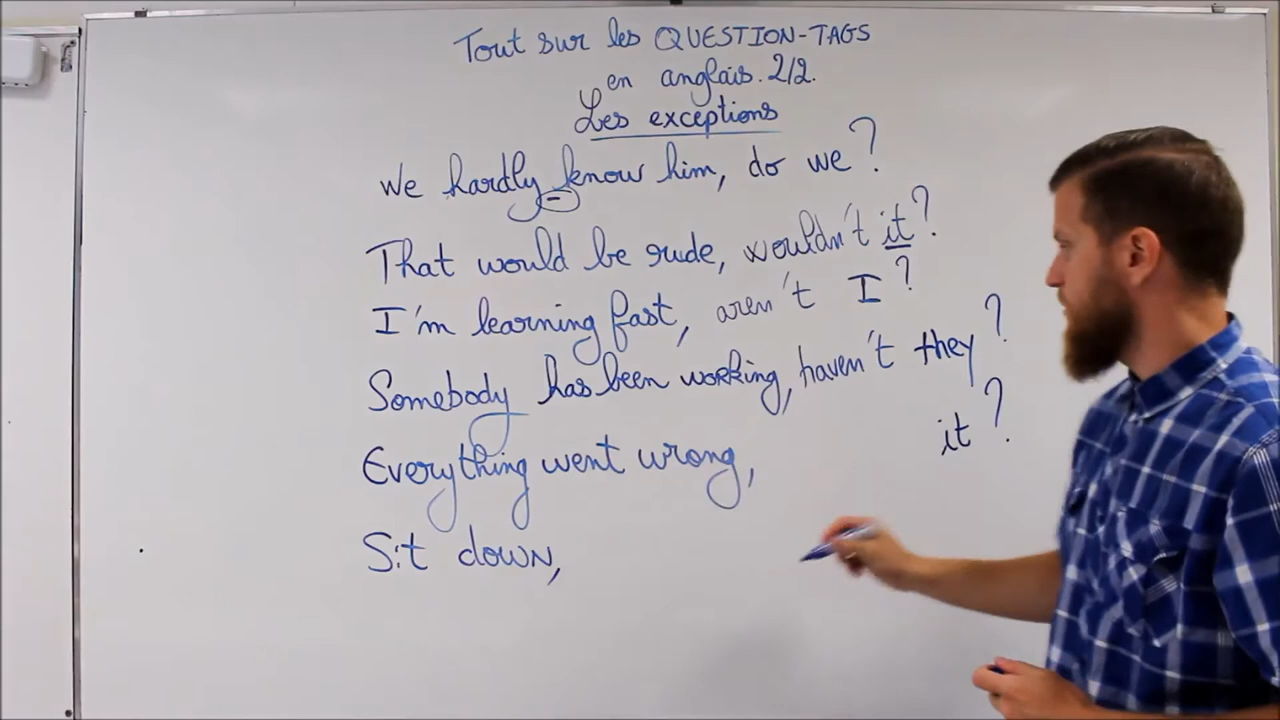 Tout sur les QUESTION-TAGS
en anglais. 2/2.
Les exceptions
We hardly know him, do we?
That would be rude, wouldn't it?
I'm learning fast, aren't I?
Somebody has been working, haven't they?
Everything went wrong, it?
Sit down,